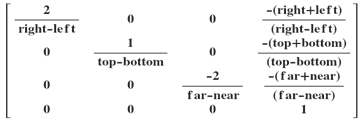 2 0 0 -(right+left)
right-left (right-left)
0 1 0 -(top+bottom)
top-bottom (top-bottom)
0 0 -2 -(far+near)
far-near (far-near)
0 0 0 1